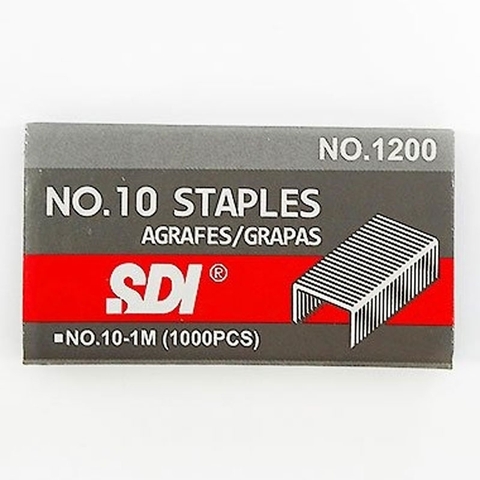 NO.1200
NO.10 STAPLES
AGRAFES/GRAPAS
SDI®
■NO.10-1M (1000PCS)